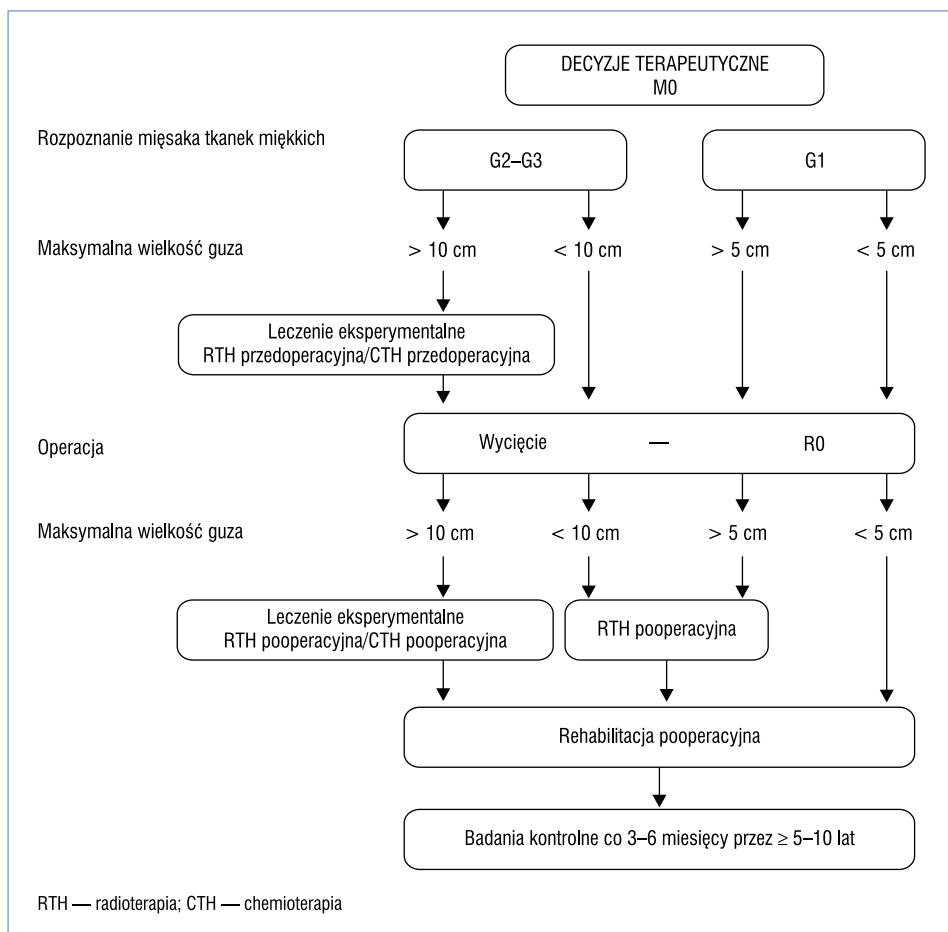 DECYZJE TERAPEUTYCZNE
M0
Rozpoznanie mięsaka tkanek miękkich
G2–G3
G1
Maksymalna wielkość guza
> 10 cm
< 10 cm
> 5 cm
< 5 cm
Leczenie eksperymentalne
RTH przedoperacyjna/CTH przedoperacyjna
Operacja
Wycięcie — R0
Maksymalna wielkość guza
> 10 cm
< 10 cm
> 5 cm
< 5 cm
Leczenie eksperymentalne
RTH pooperacyjna/CTH pooperacyjna
RTH pooperacyjna
Rehabilitacja pooperacyjna
Badania kontrolne co 3–6 miesięcy przez ≥ 5–10 lat
RTH — radioterapia; CTH — chemioterapia